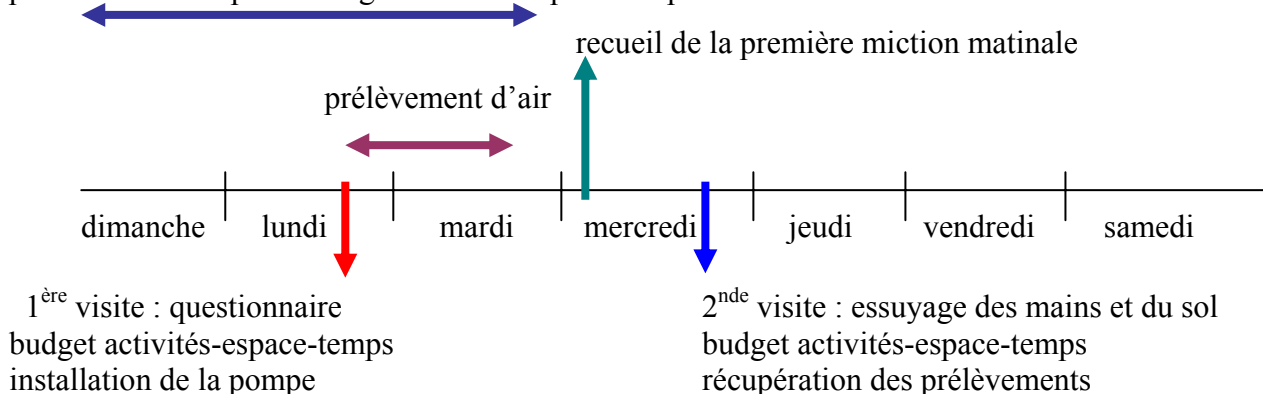 recueil de la première miction matinale
prélèvement d’air
dimanche lundi mardi mercredi jeudi vendredi samedi
1ère visite : questionnaire
budget activités-espace-temps
installation de la pompe
2nde visite : essuyage des mains et du sol
budget activités-espace-temps
récupération des prélèvements